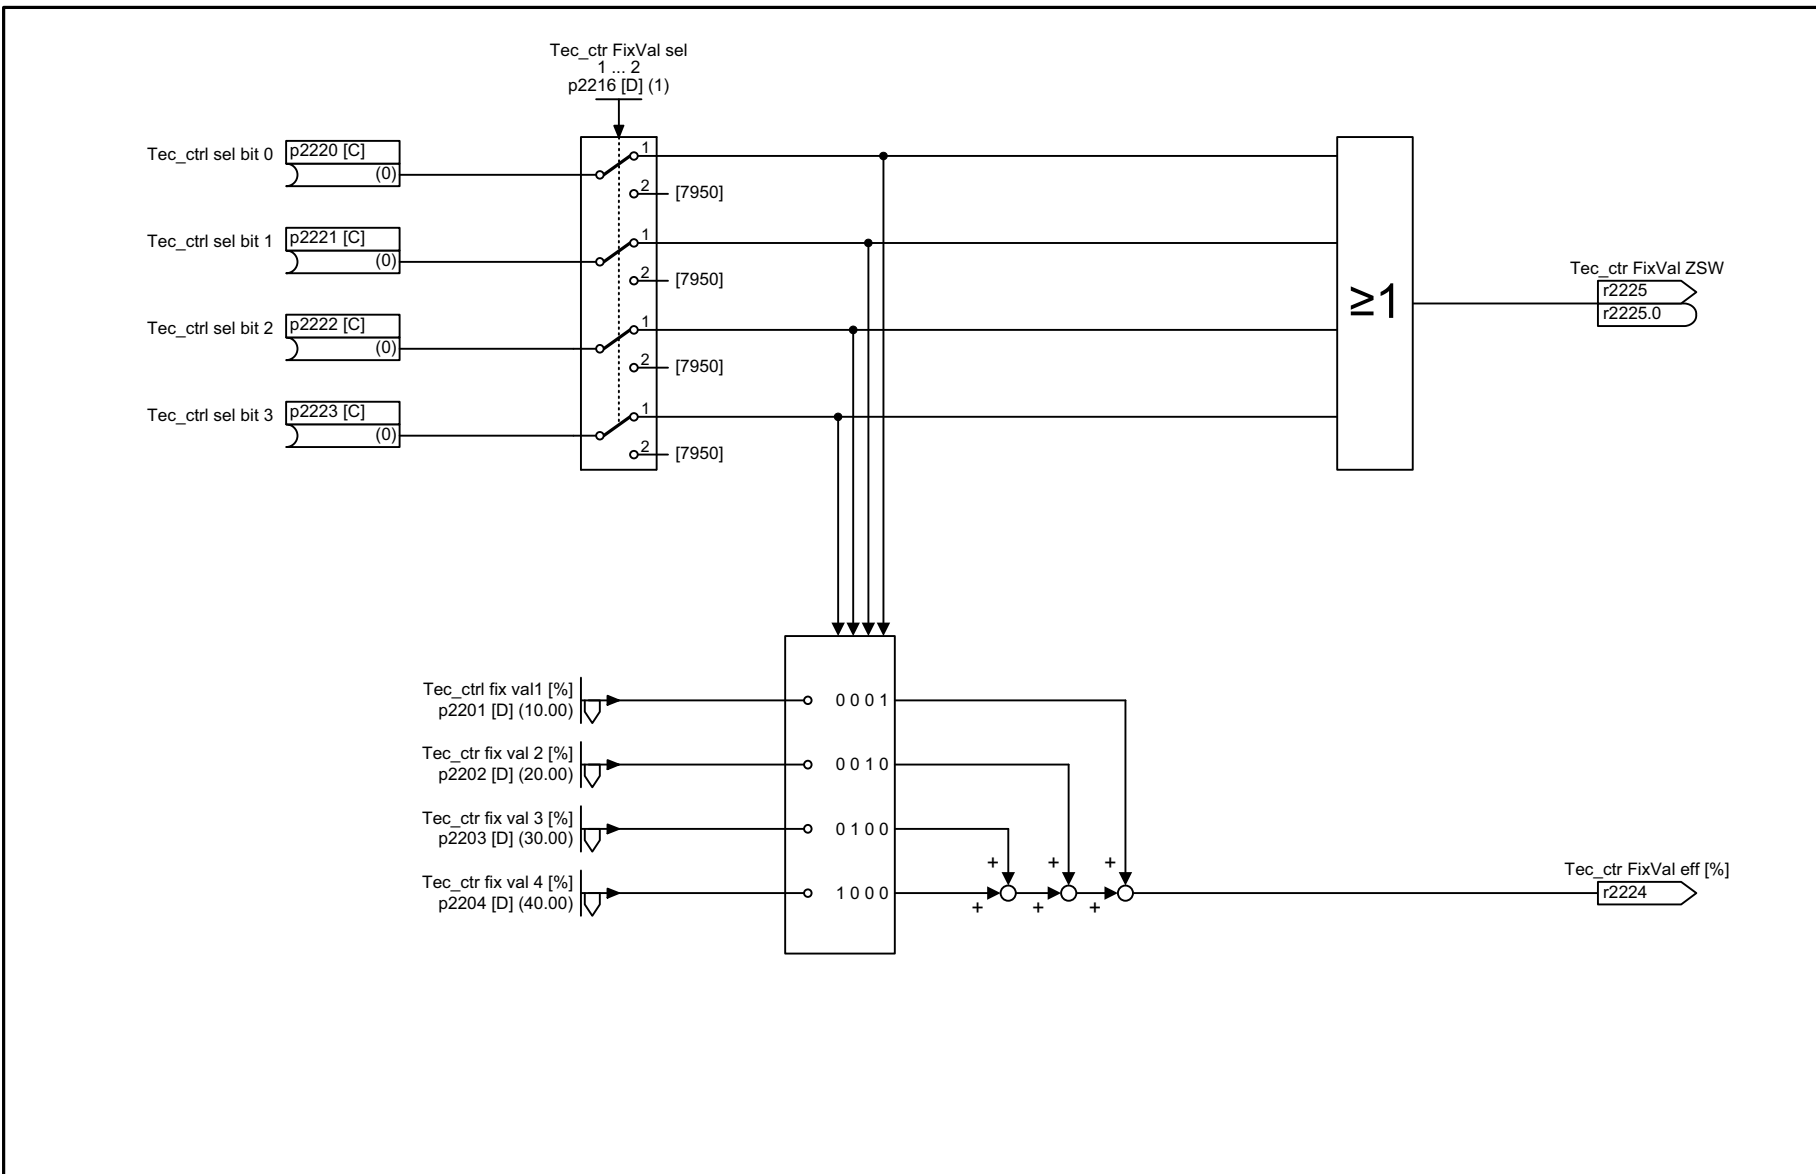 Tec_ctr FixVal sel
1 ... 2
p2216 [D] (1)
Tec_ctrl sel bit 0
p2220 [C]
(0)
1
2
[7950]
Tec_ctrl sel bit 1
p2221 [C]
(0)
1
2
[7950]
Tec_ctrl sel bit 2
p2222 [C]
(0)
1
2
[7950]
Tec_ctrl sel bit 3
p2223 [C]
(0)
1
2
[7950]
≥1
Tec_ctr FixVal ZSW
r2225
r2225.0
Tec_ctrl fix val1 [%]
p2201 [D] (10.00)
0 0 0 1
Tec_ctr fix val 2 [%]
p2202 [D] (20.00)
0 0 1 0
Tec_ctr fix val 3 [%]
p2203 [D] (30.00)
0 1 0 0
Tec_ctr fix val 4 [%]
p2204 [D] (40.00)
1 0 0 0
+
+
+
+
+
+
Tec_ctr FixVal eff [%]
r2224